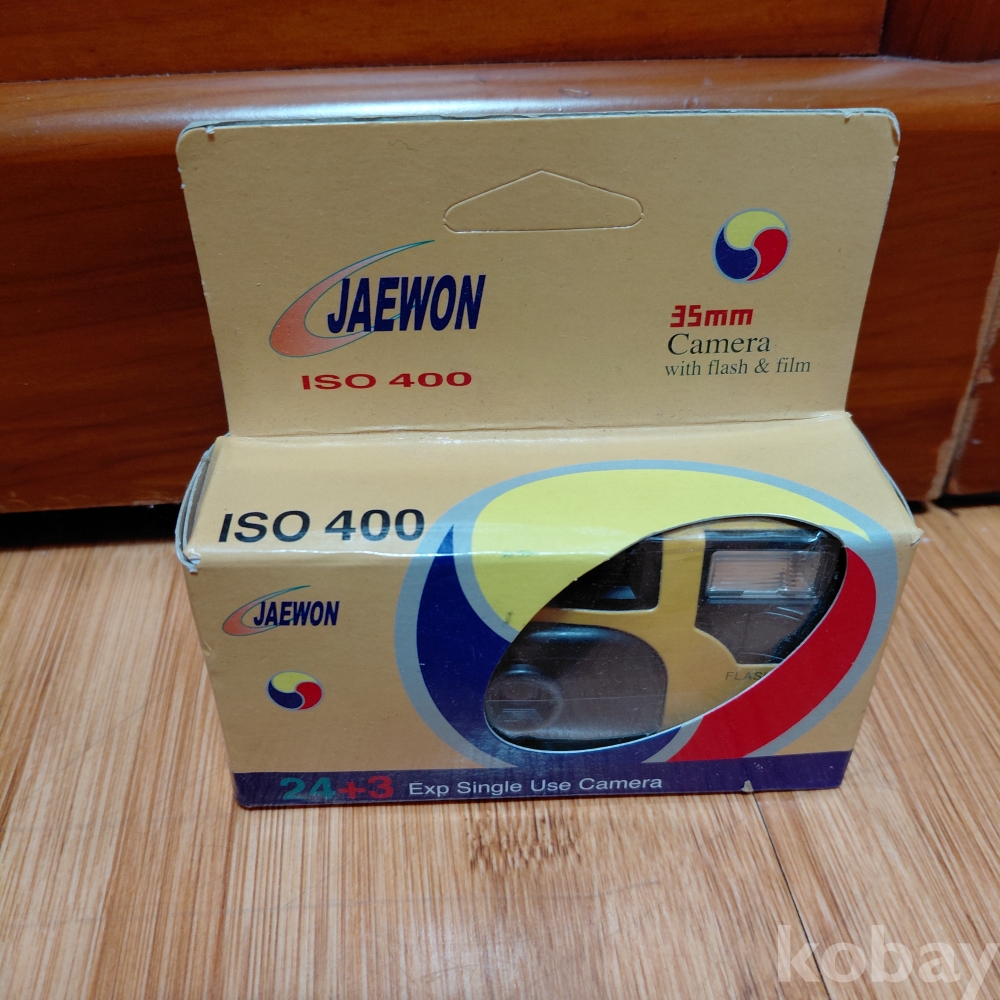 JAEWON
ISO 400
35mm
Camera
with flash & film
ISO 400
JAEWON
24+3 Exp Single Use Camera
kobay